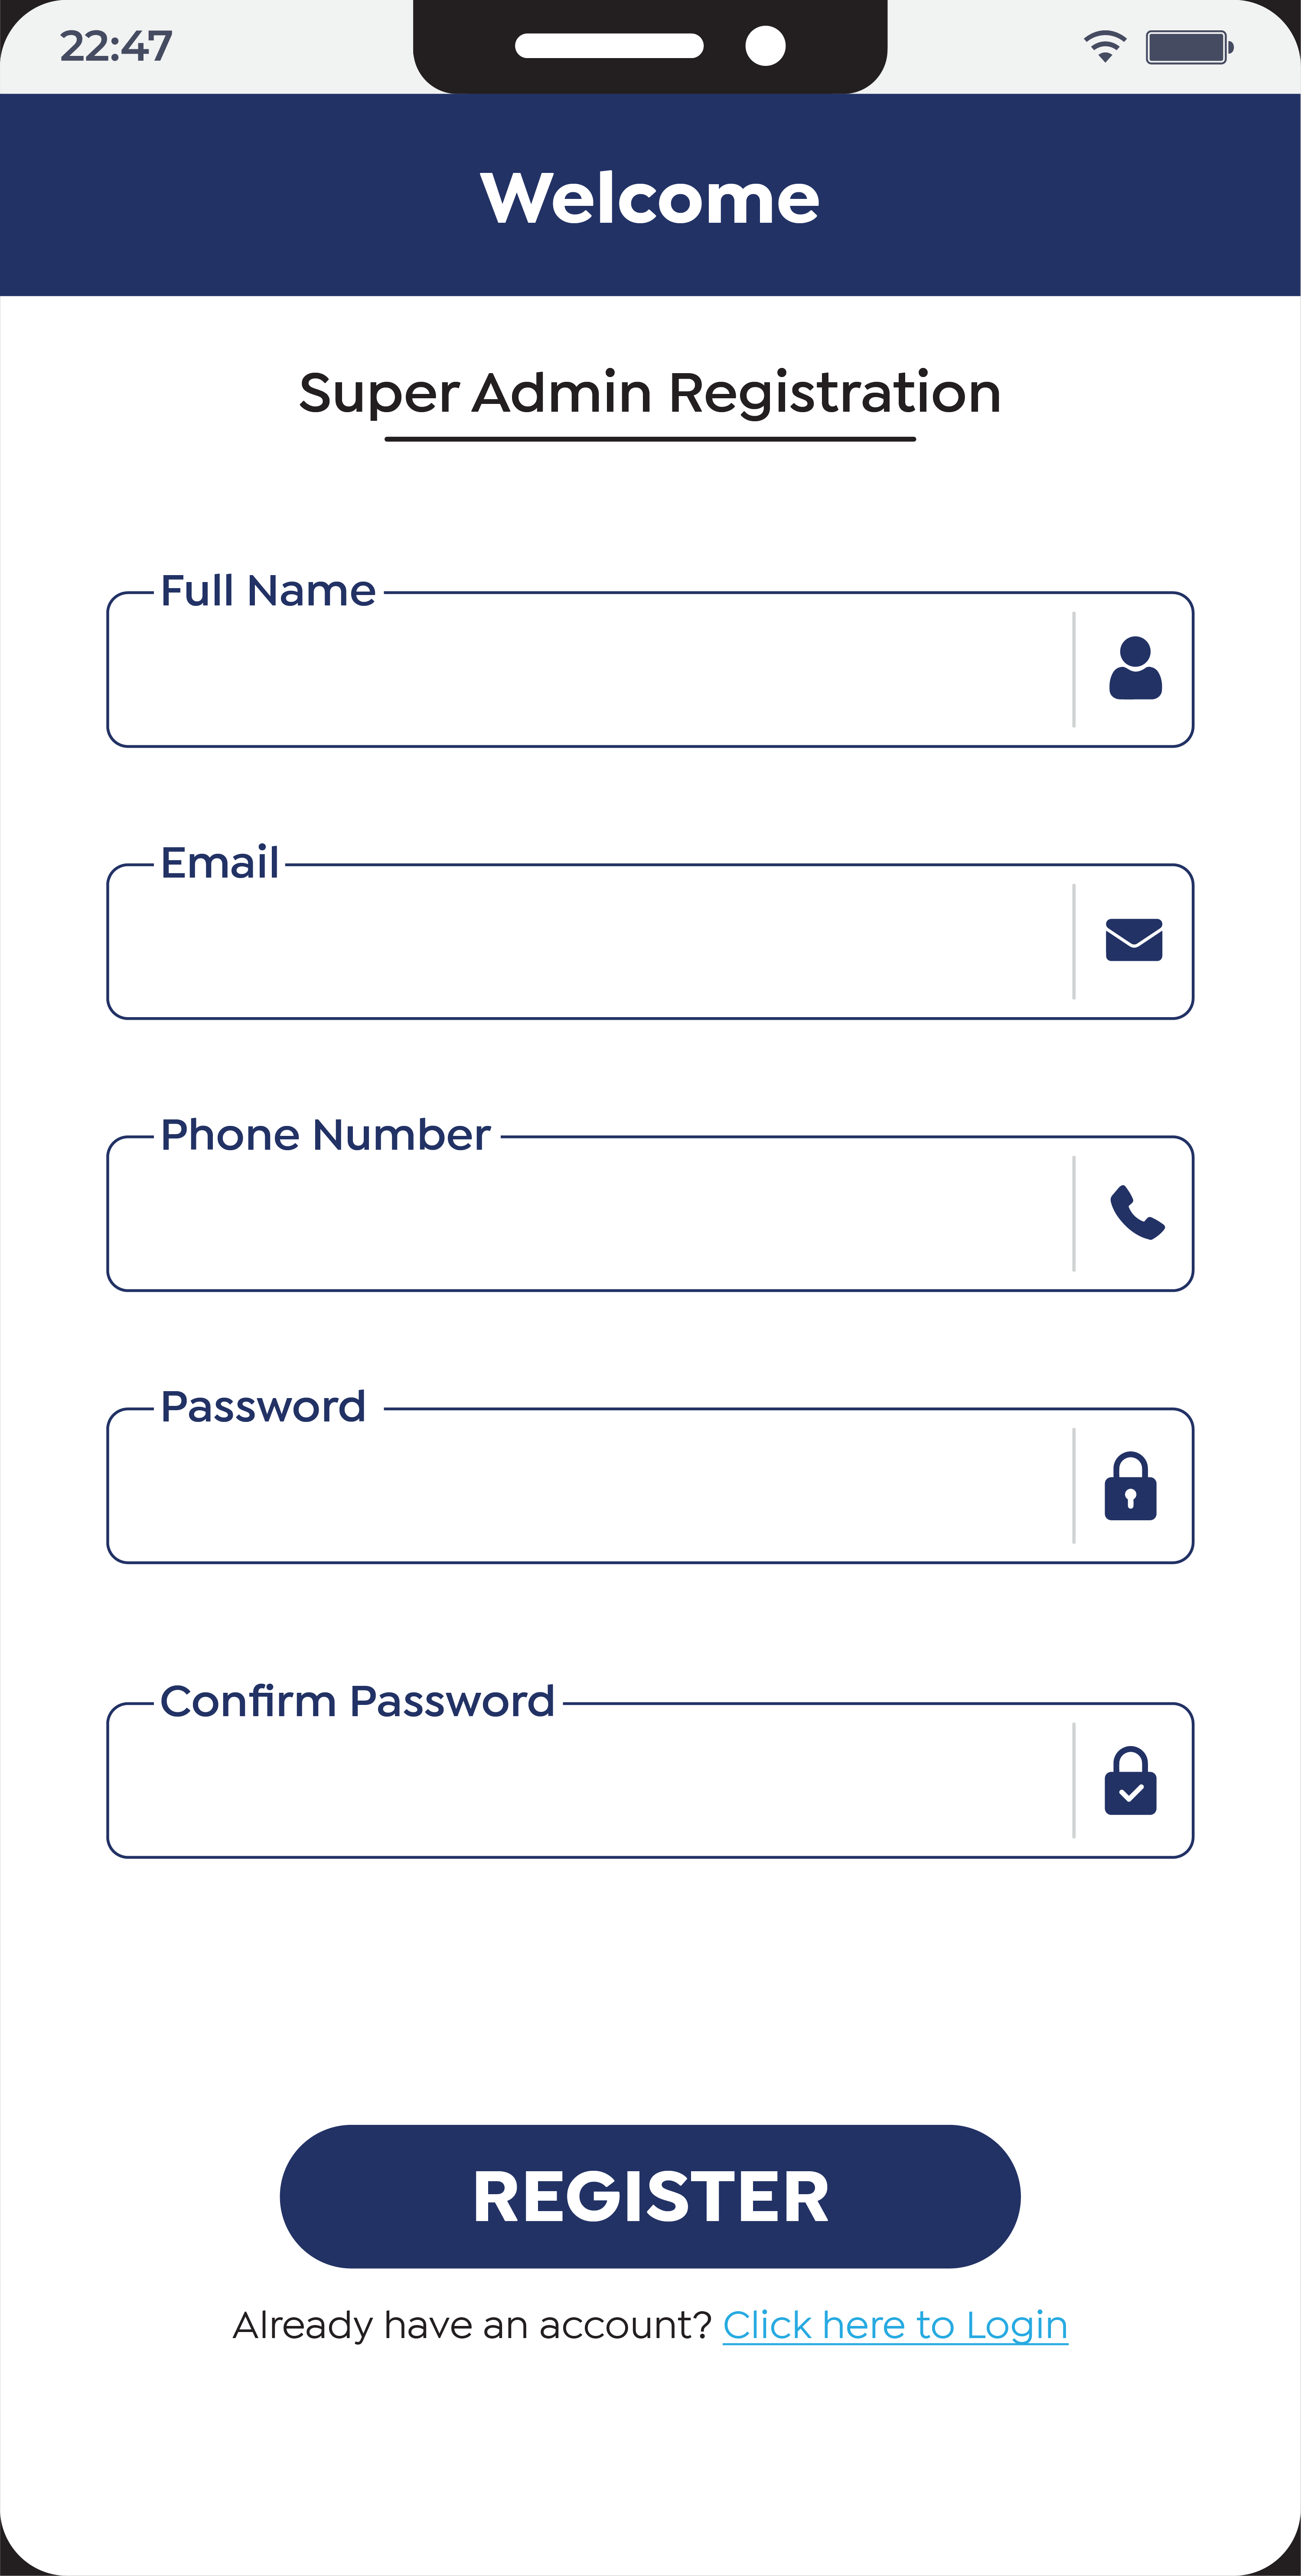 22:47
Welcome
Super Admin Registration
Full Name
Email
Phone Number
Password
Confirm Password
REGISTER
Already have an account? Click here to Login